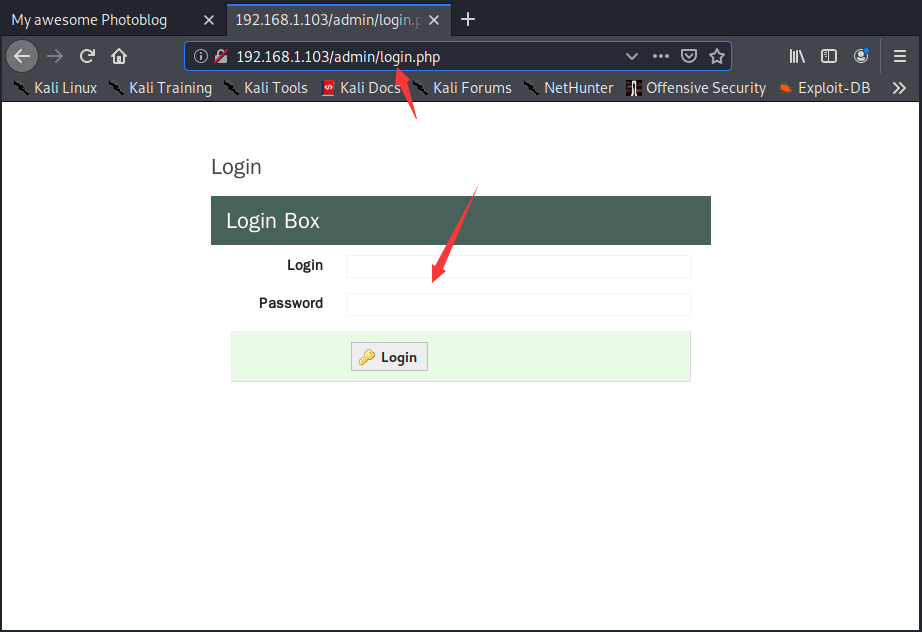 My awesome Photoblog
192.168.1.103/admin/login.p
192.168.1.103/admin/login.php
Kali Linux Kali Training Kali Tools Kali Docs Kali Forums NetHunter Offensive Security Exploit-DB
Login
Login Box
Login
Password
Login